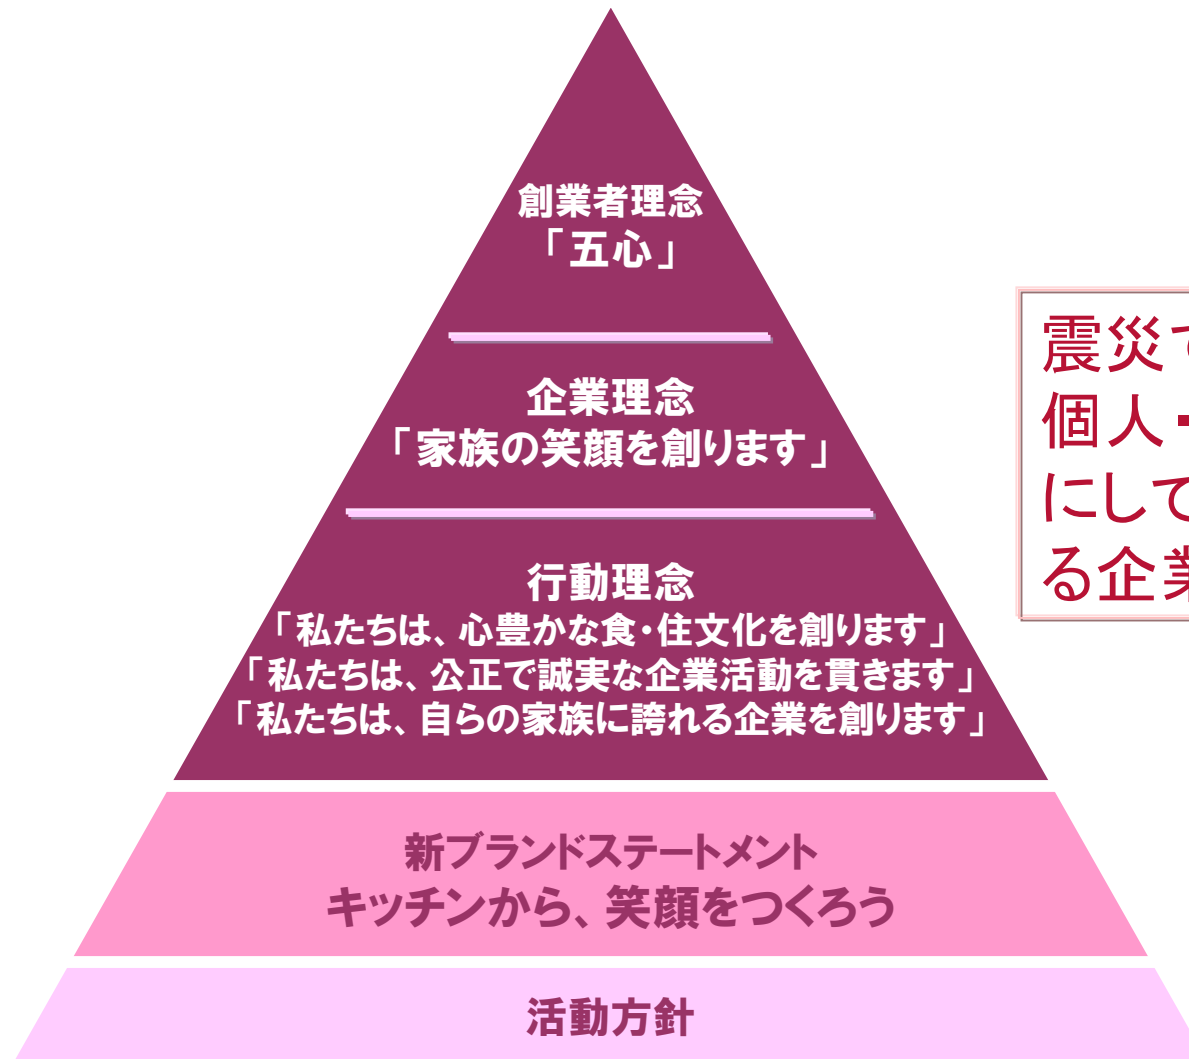 創業者理念
「五心」
企業理念
「家族の笑顔を創ります」
行動理念
「私たちは、心豊かな食・住文化を創ります」
「私たちは、公正で誠実な企業活動を貫きます」
「私たちは、自らの家族に誇れる企業を創ります」
新ブランドステートメント
キッチンから、笑顔をつくろう
活動方針
震災
個人
にして
る企